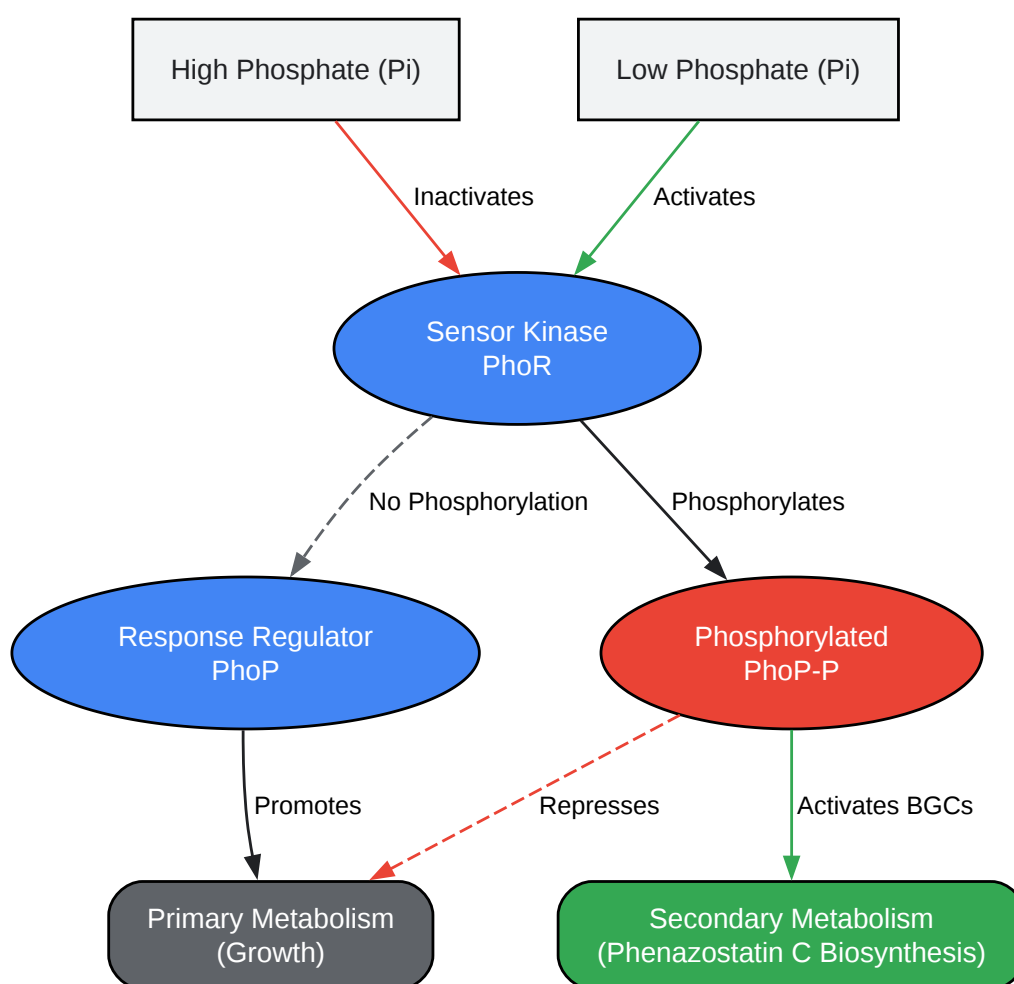 High Phosphate (Pi)
Low Phosphate (Pi)
Inactivates
Activates
Sensor Kinase
PhoR
No Phosphorylation
Phosphorylates
Response Regulator
PhoP
Phosphorylated
PhoP-P
Promotes
Represses
Activates BGCs
Primary Metabolism
(Growth)
Secondary Metabolism
(Phenazostatin C Biosynthesis)